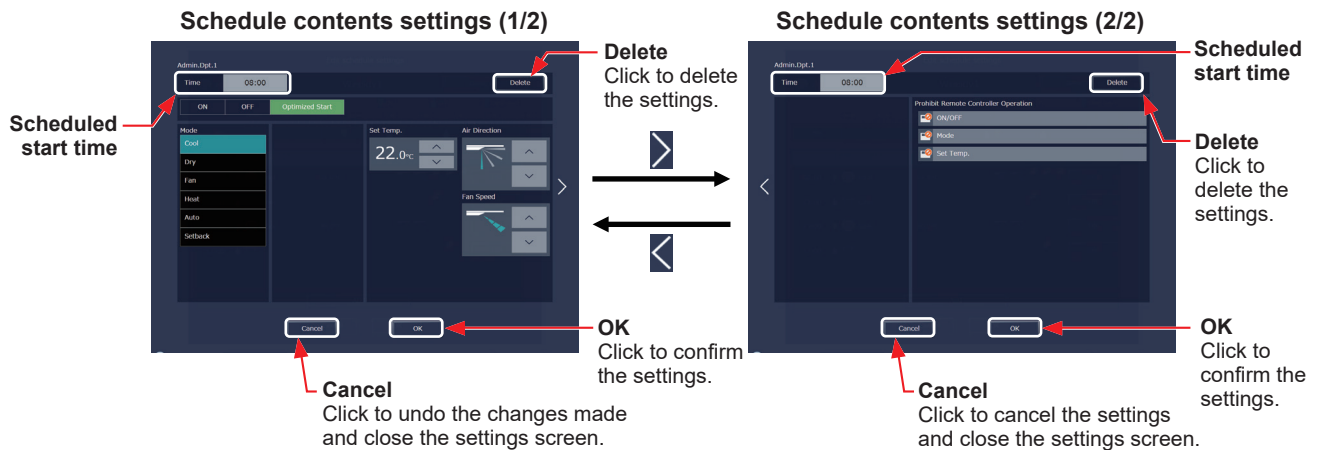 Schedule contents settings (1/2)
Admin.Dpt.1
Time 08:00 Delete
ON OFF Optimized Start
Mode
Cool
Dry
Fan
Heat
Auto
Setback
Set Temp.
22.0°C
Air Direction
Fan Speed
Cancel OK
Scheduled
start time
Delete
Click to delete
the settings.
OK
Click to confirm
the settings.
Cancel
Click to undo the changes made
and close the settings screen.
Schedule contents settings (2/2)
Admin.Dpt.1
Time 08:00 Delete
Prohibit Remote Controller Operation
ON/OFF
Mode
Set Temp.
Cancel OK
Scheduled
start time
Delete
Click to
delete the
settings.
OK
Click to
confirm the
settings.
Cancel
Click to cancel the settings
and close the settings screen.